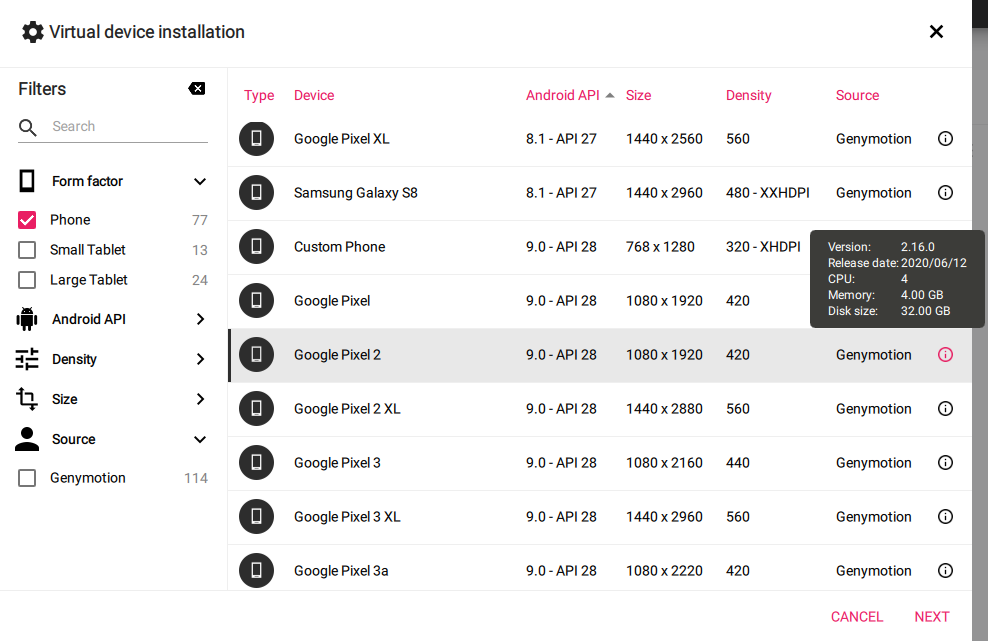 Virtual device installation
Filters
Search
Form factor
Phone 77
Small Tablet 13
Large Tablet 24
Android API
Density
Size
Source
Genymotion 114
Type Device Android API Size Density Source
Google Pixel XL 8.1 - API 27 1440 x 2560 560 Genymotion
Samsung Galaxy S8 8.1 - API 27 1440 x 2960 480 - XXHDPI Genymotion
Custom Phone 9.0 - API 28 768 x 1280 320 - XHDPI
Google Pixel 9.0 - API 28 1080 x 1920 420
Version: 2.16.0
Release date: 2020/06/12
CPU: 4
Memory: 4.00 GB
Disk size: 32.00 GB
Google Pixel 2 9.0 - API 28 1080 x 1920 420 Genymotion
Google Pixel 2 XL 9.0 - API 28 1440 x 2880 560 Genymotion
Google Pixel 3 9.0 - API 28 1080 x 2160 440 Genymotion
Google Pixel 3 XL 9.0 - API 28 1440 x 2960 560 Genymotion
Google Pixel 3a 9.0 - API 28 1080 x 2220 420 Genymotion
CANCEL NEXT